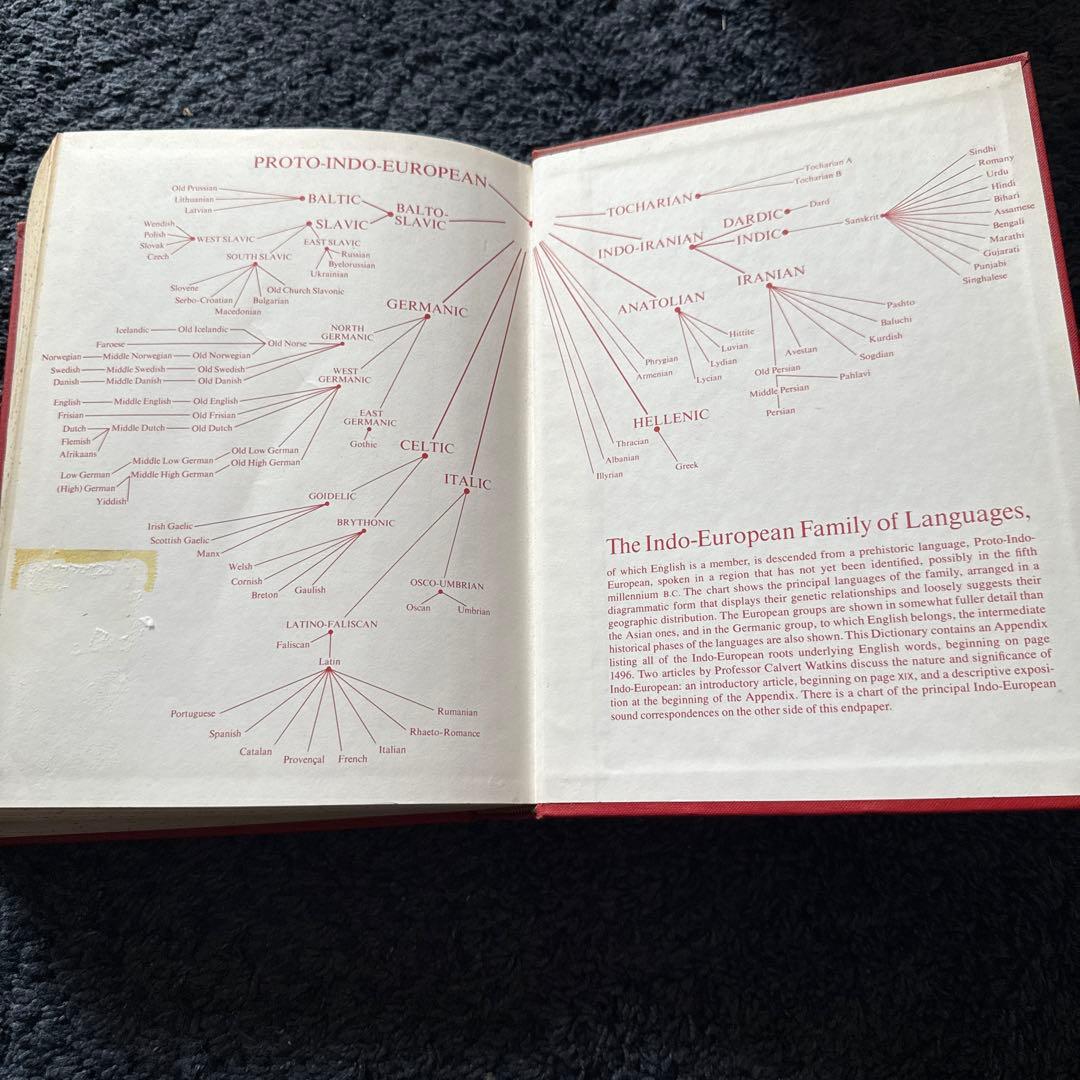 PROTO-INDO-EUROPEAN
Old Prussian
Lithuanian
Latvian
BALTIC
BALTO-
SLAVIC
SLAVIC
Wendish
Polish
Slovak
Czech
WEST SLAVIC
EAST SLAVIC
Russian
Byelorussian
Ukrainian
SOUTH SLAVIC
Slovene
Serbo-Croatian
Macedonian
Bulgarian
Old Church Slavonic
GERMANIC
NORTH
GERMANIC
Icelandic Old Icelandic
Faroese Old Norse
Norwegian Middle Norwegian Old Norwegian
Swedish Middle Swedish Old Swedish
Danish Middle Danish Old Danish
WEST
GERMANIC
English Middle English Old English
Frisian Old Frisian
Dutch Middle Dutch Old Dutch
Flemish
Afrikaans
Low German Middle Low German Old Low German
(High) German Middle High German Old High German
Yiddish
EAST
GERMANIC
Gothic
CELTIC
GOIDELIC
Irish Gaelic
Scottish Gaelic
Manx
BRYTHONIC
Welsh
Cornish
Breton
Gaulish
ITALIC
OSCO-UMBRIAN
Oscan
Umbrian
LATINO-FALISCAN
Faliscan
Latin
Portuguese
Spanish
Catalan
Provençal
French
Italian
Rhaeto-Romance
Rumanian
TOCHARIAN
Tocharian A
Tocharian B
INDO-IRANIAN
DARDIC
Dard
INDIC
Sanskrit
Sindhi
Romany
Urdu
Hindi
Bihari
Assamese
Bengali
Marathi
Gujarati
Punjabi
Singhalese
IRANIAN
Pashto
Baluchi
Kurdish
Sogdian
Avestan
Old Persian
Middle Persian
Pahlavi
Persian
ANATOLIAN
Hittite
Luvian
Lydian
Lycian
Phrygian
Armenian
HELLENIC
Greek
Thracian
Albanian
Illyrian
The Indo-European Family of Languages,
of which English is a member, is descended from a prehistoric language, Proto-Indo-
European, spoken in a region that has not yet been identified, possibly in the fifth
millennium B.C. The chart shows the principal languages of the family, arranged in a
diagrammatic form that displays their genetic relationships and loosely suggests their
geographic distribution. The European groups are shown in somewhat fuller detail than
the Asian ones, and in the Germanic group, to which English belongs, the intermediate
historical phases of the languages are also shown. This Dictionary contains an Appendix
listing all of the Indo-European roots underlying English words, beginning on page
1496. Two articles by Professor Calvert Watkins discuss the nature and significance of
Indo-European: an introductory article, beginning on page XIX, and a descriptive exposi-
tion at the beginning of the Appendix. There is a chart of the principal Indo-European
sound correspondences on the other side of this endpaper.